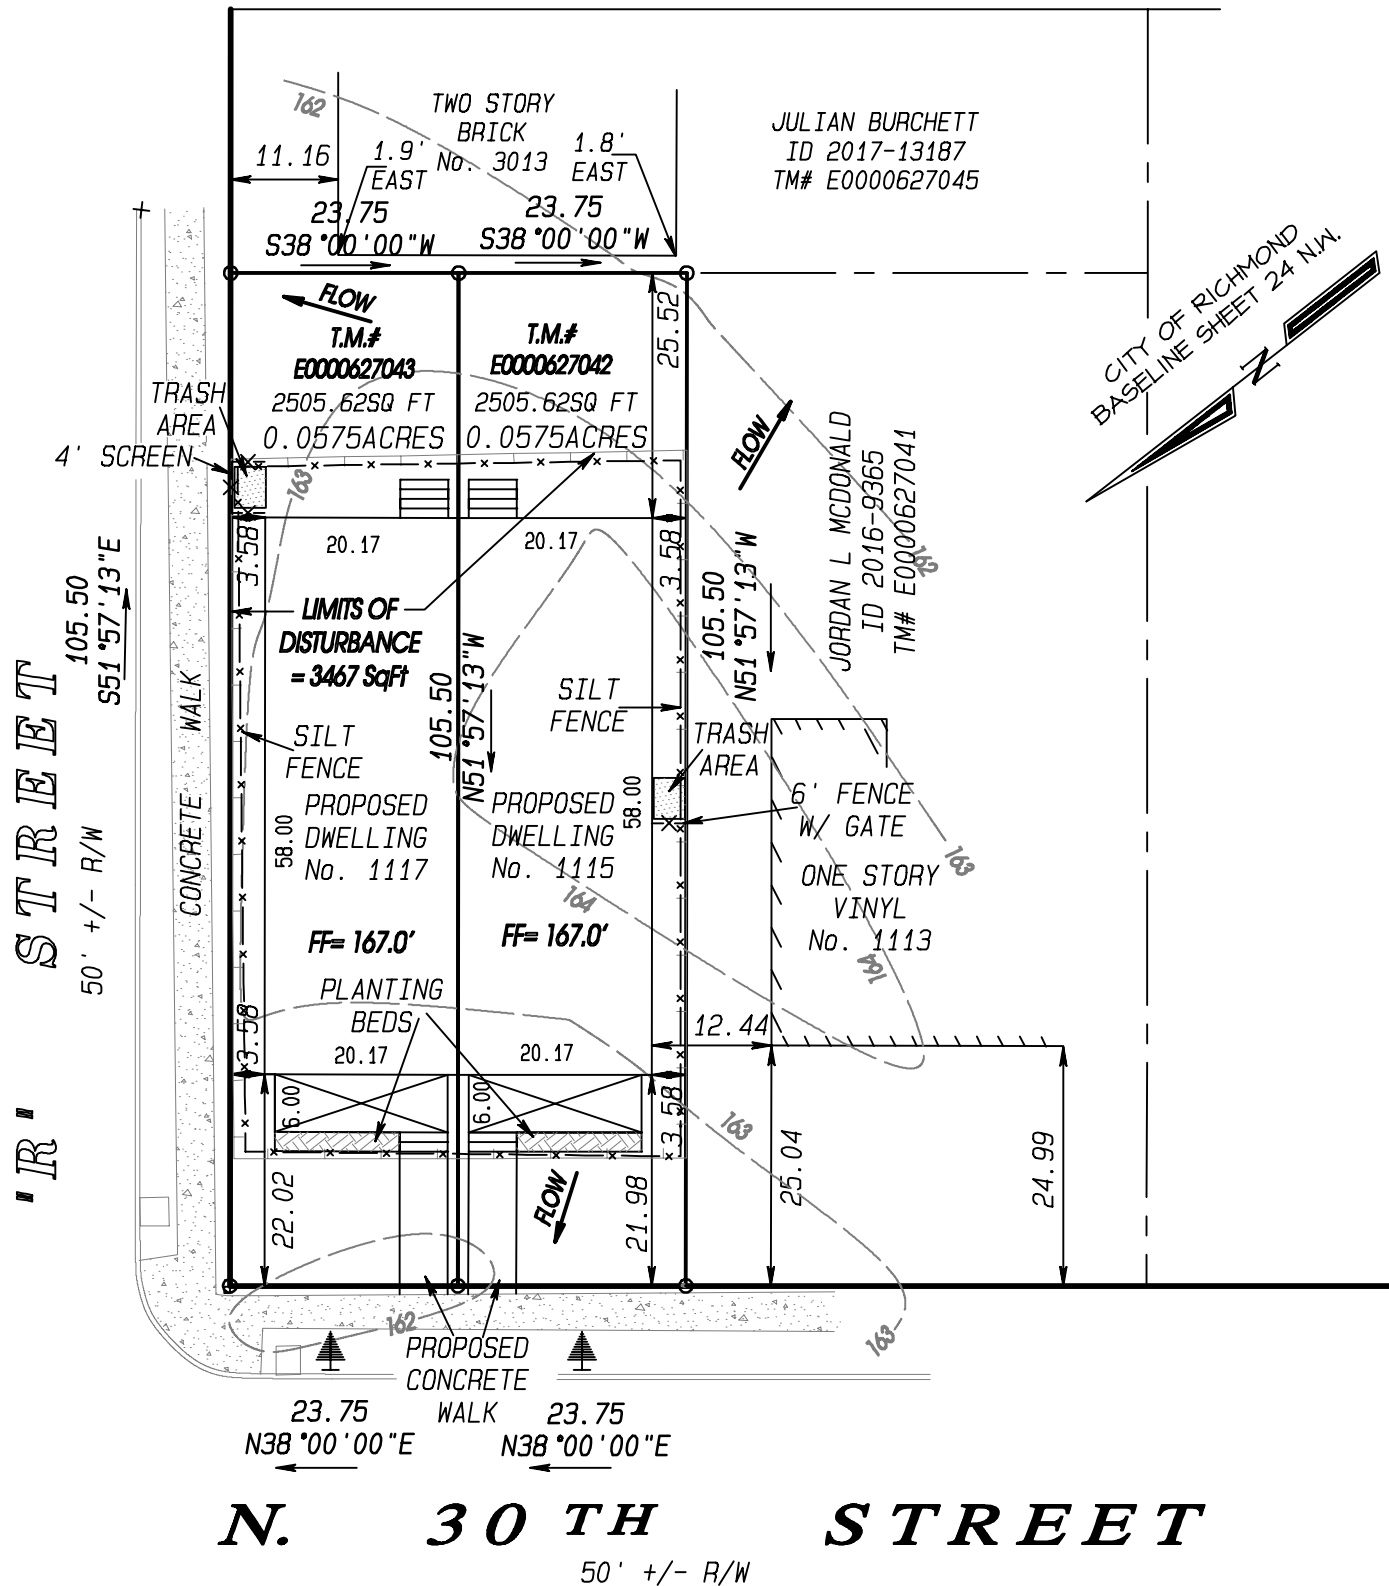 162
TWO STORY
BRICK
No. 3013
JULIAN BURCHETT
ID 2017-13187
TM# E0000627045
11.16
1.9'
EAST
1.8'
EAST
23.75
S38°00'00"W
23.75
S38°00'00"W
CITY OF RICHMOND
BASELINE SHEET 24 N.W.
N
FLOW
T.M.#
E0000627043
2505.62SQ FT
0.0575ACRES
T.M.#
E0000627042
2505.62SQ FT
0.0575ACRES
25.52
TRASH
AREA
4' SCREEN
163
FLOW
JORDAN L MCDONALD
ID 2016-9365
TM# E0000627041
162
3.58
20.17
20.17
3.58
105.50
S51°57'13"E
105.50
N51°57'13"W
LIMITS OF
DISTURBANCE
= 3467 SqFt
105.50
N51°57'13"W
SILT
FENCE
SILT
FENCE
TRASH
AREA
CONCRETE WALK
58.00
PROPOSED
DWELLING
No. 1117
PROPOSED
DWELLING
No. 1115
58.00
6' FENCE
W/ GATE
163
ONE STORY
VINYL
No. 1113
164
164
FF= 167.0'
FF= 167.0'
PLANTING
BEDS
3.58
20.17
20.17
12.44
6.00
6.00
3.58
163
22.02
FLOW
21.98
25.04
24.99
162
163
PROPOSED
CONCRETE
WALK
23.75
N38°00'00"E
23.75
N38°00'00"E
"R" STREET
50' +/- R/W
N. 30TH STREET
50' +/- R/W